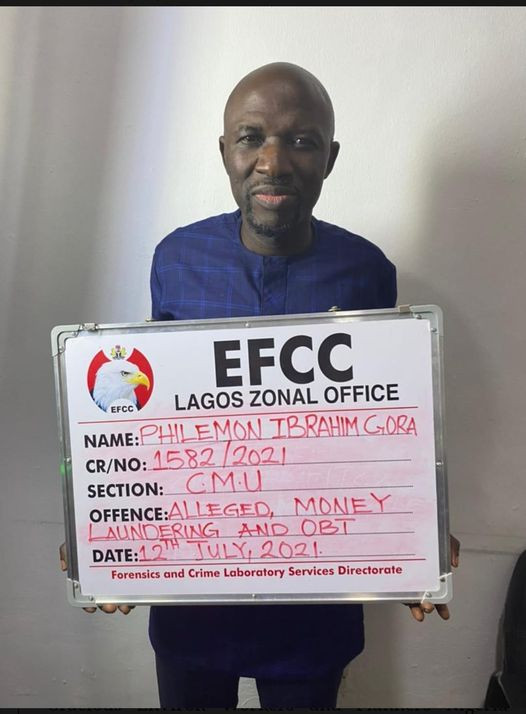 EFCC
LAGOS ZONAL OFFICE
EFCC
NAME: PHILEMON IBRAHIM GORA
CR/NO: 1582/2021
SECTION: C.M.U
OFFENCE: ALLEGED, MONEY
LAUNDERING AND OBT
DATE: 12TH JULY, 2021.
Forensics and Crime Laboratory Services Directorate